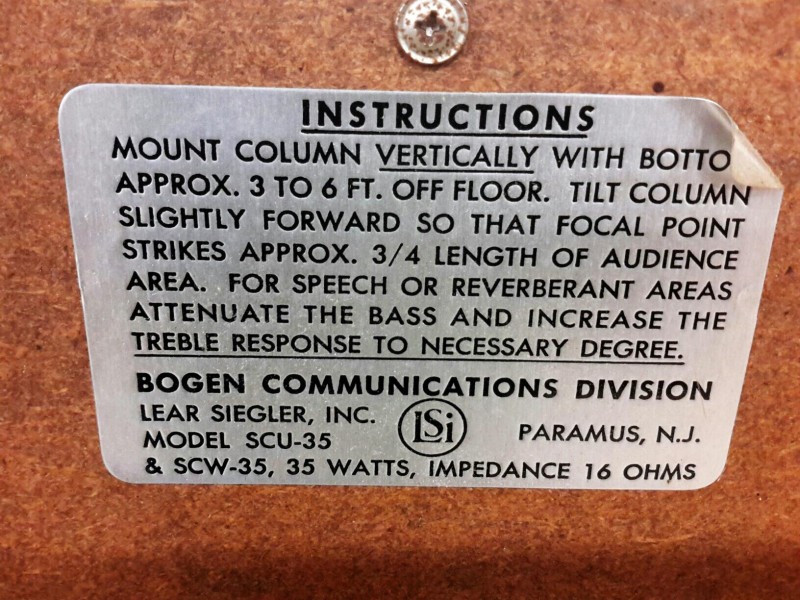 INSTRUCTIONS
MOUNT COLUMN VERTICALLY WITH BOTTO
APPROX. 3 TO 6 FT. OFF FLOOR. TILT COLUMN
SLIGHTLY FORWARD SO THAT FOCAL POINT
STRIKES APPROX. 3/4 LENGTH OF AUDIENCE
AREA. FOR SPEECH OR REVERBERANT AREAS
ATTENUATE THE BASS AND INCREASE THE
TREBLE RESPONSE TO NECESSARY DEGREE.
BOGEN COMMUNICATIONS DIVISION
LEAR SIEGLER, INC.
LSi
PARAMUS, N.J.
MODEL SCU-35
& SCW-35, 35 WATTS, IMPEDANCE 16 OHMS